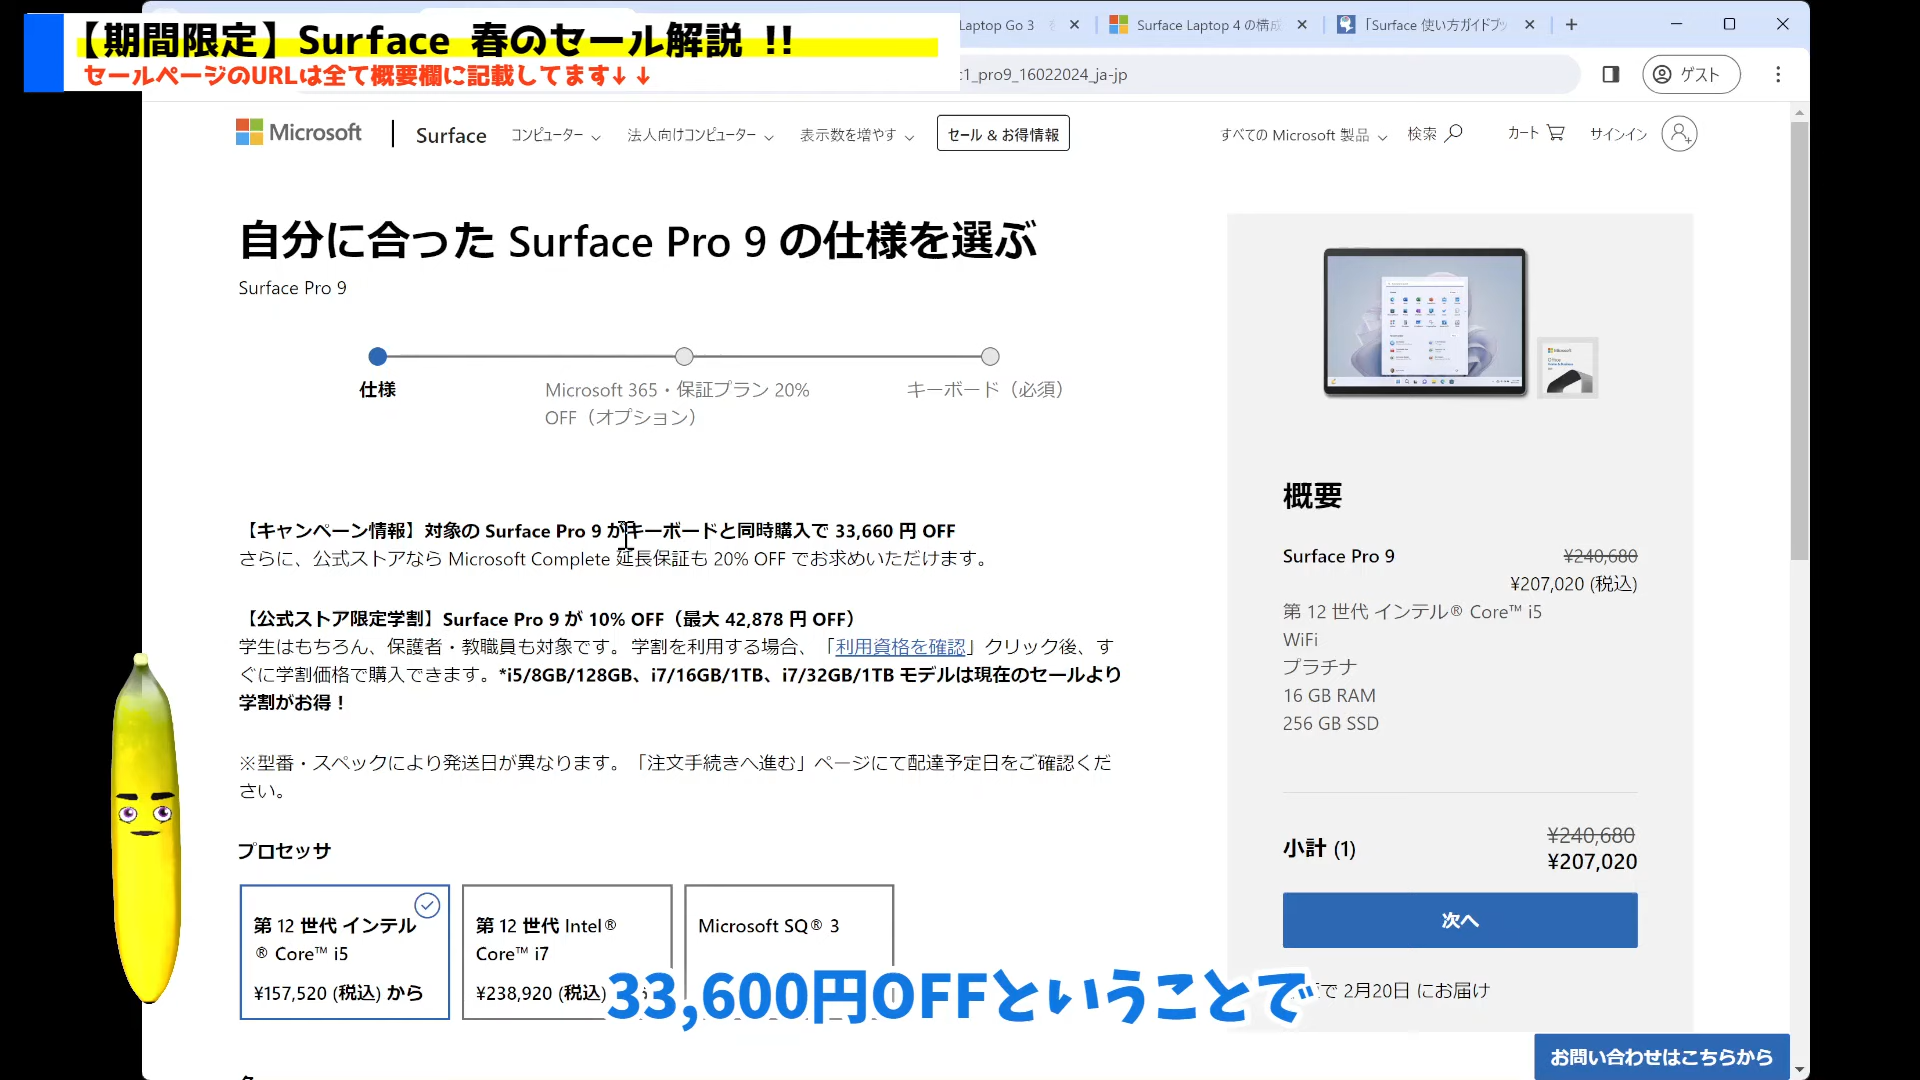 【期間限定】Surface 春のセール解説 !!
セールページのURLは全て概要欄に記載してます↓↓
Laptop Go 3
Surface Laptop 4 の構成
「Surface 使い方ガイドブッ
c1_pro9_16022024_ja-jp
ゲスト
Microsoft
Surface
コンピューター
法人向けコンピューター
表示数を増やす
セール & お得情報
すべての Microsoft 製品
検索
カート
サインイン
自分に合った Surface Pro 9 の仕様を選ぶ
Surface Pro 9
仕様
Microsoft 365・保証プラン 20%
OFF（オプション）
キーボード（必須）
【キャンペーン情報】対象の Surface Pro 9 がキーボードと同時購入で 33,660 円 OFF
さらに、公式ストアなら Microsoft Complete 延長保証も 20% OFF でお求めいただけます。
【公式ストア限定学割】Surface Pro 9 が 10% OFF（最大 42,878 円 OFF）
学生はもちろん、保護者・教職員も対象です。学割を利用する場合、「利用資格を確認」クリック後、す
ぐに学割価格で購入できます。*i5/8GB/128GB、i7/16GB/1TB、i7/32GB/1TB モデルは現在のセールより
学割がお得！
※型番・スペックにより発送日が異なります。「注文手続きへ進む」ページにて配達予定日をご確認くだ
さい。
プロセッサ
第 12 世代 インテル
® Core™ i5
¥157,520 (税込) から
第 12 世代 Intel®
Core™ i7
¥238,920 (税込)
Microsoft SQ® 3
概要
Surface Pro 9
¥240,680
¥207,020 (税込)
第 12 世代 インテル® Core™ i5
WiFi
プラチナ
16 GB RAM
256 GB SSD
小計 (1)
¥240,680
¥207,020
次へ
で 2月20日 にお届け
33,600円OFFということで
お問い合わせはこちらから